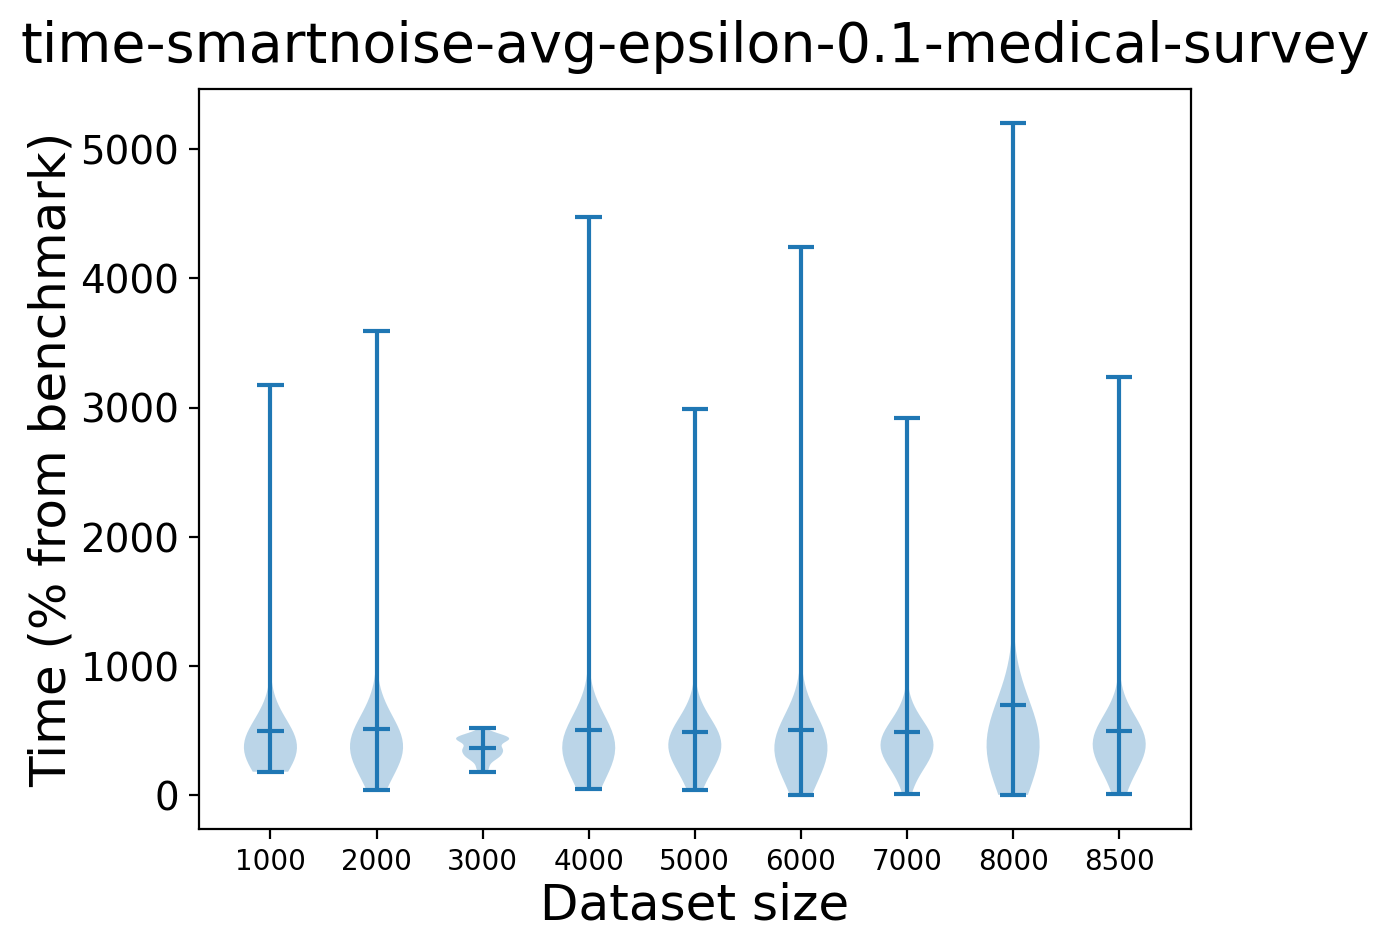 time-smartnoise-avg-epsilon-0.1-medical-survey
Time (% from benchmark)
5000
4000
3000
2000
1000
0
1000 2000 3000 4000 5000 6000 7000 8000 8500
Dataset size